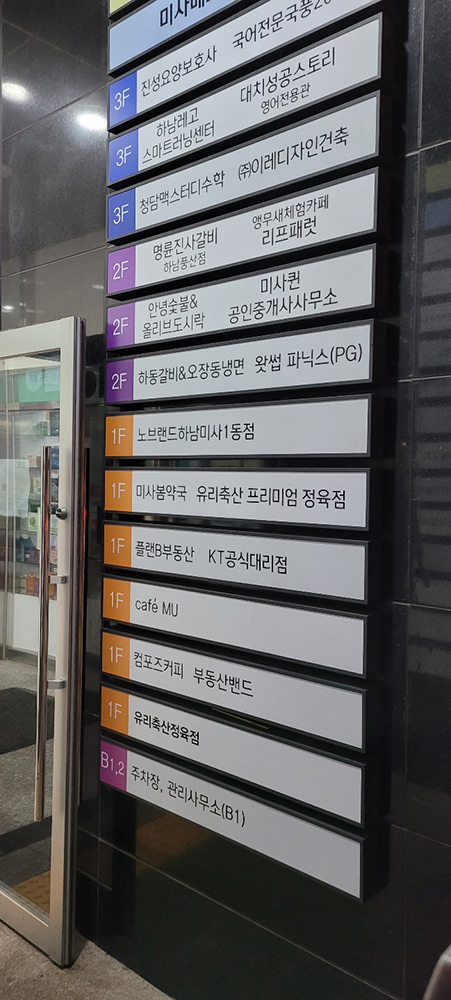 3F 진성요양보호사 국어전문국풍
3F 하남레고 스마트러닝센터 대치성공스토리 영어전용관
3F 청담맥스터디수학 ㈜이레디자인건축
2F 명륜진사갈비 하남풍산점 앵무새체험카페 리프패럿
2F 안녕숯불& 올리브도시락 미사퀸 공인중개사사무소
2F 하동갈비&오장동냉면 왓썹 파닉스(PG)
1F 노브랜드하남미사1동점
1F 미사봄약국 유리축산 프리미엄 정육점
1F 플랜B부동산 KT공식대리점
1F café MU
1F 컴포즈커피 부동산밴드
1F 유리축산정육점
B1,2 주차장, 관리사무소(B1)